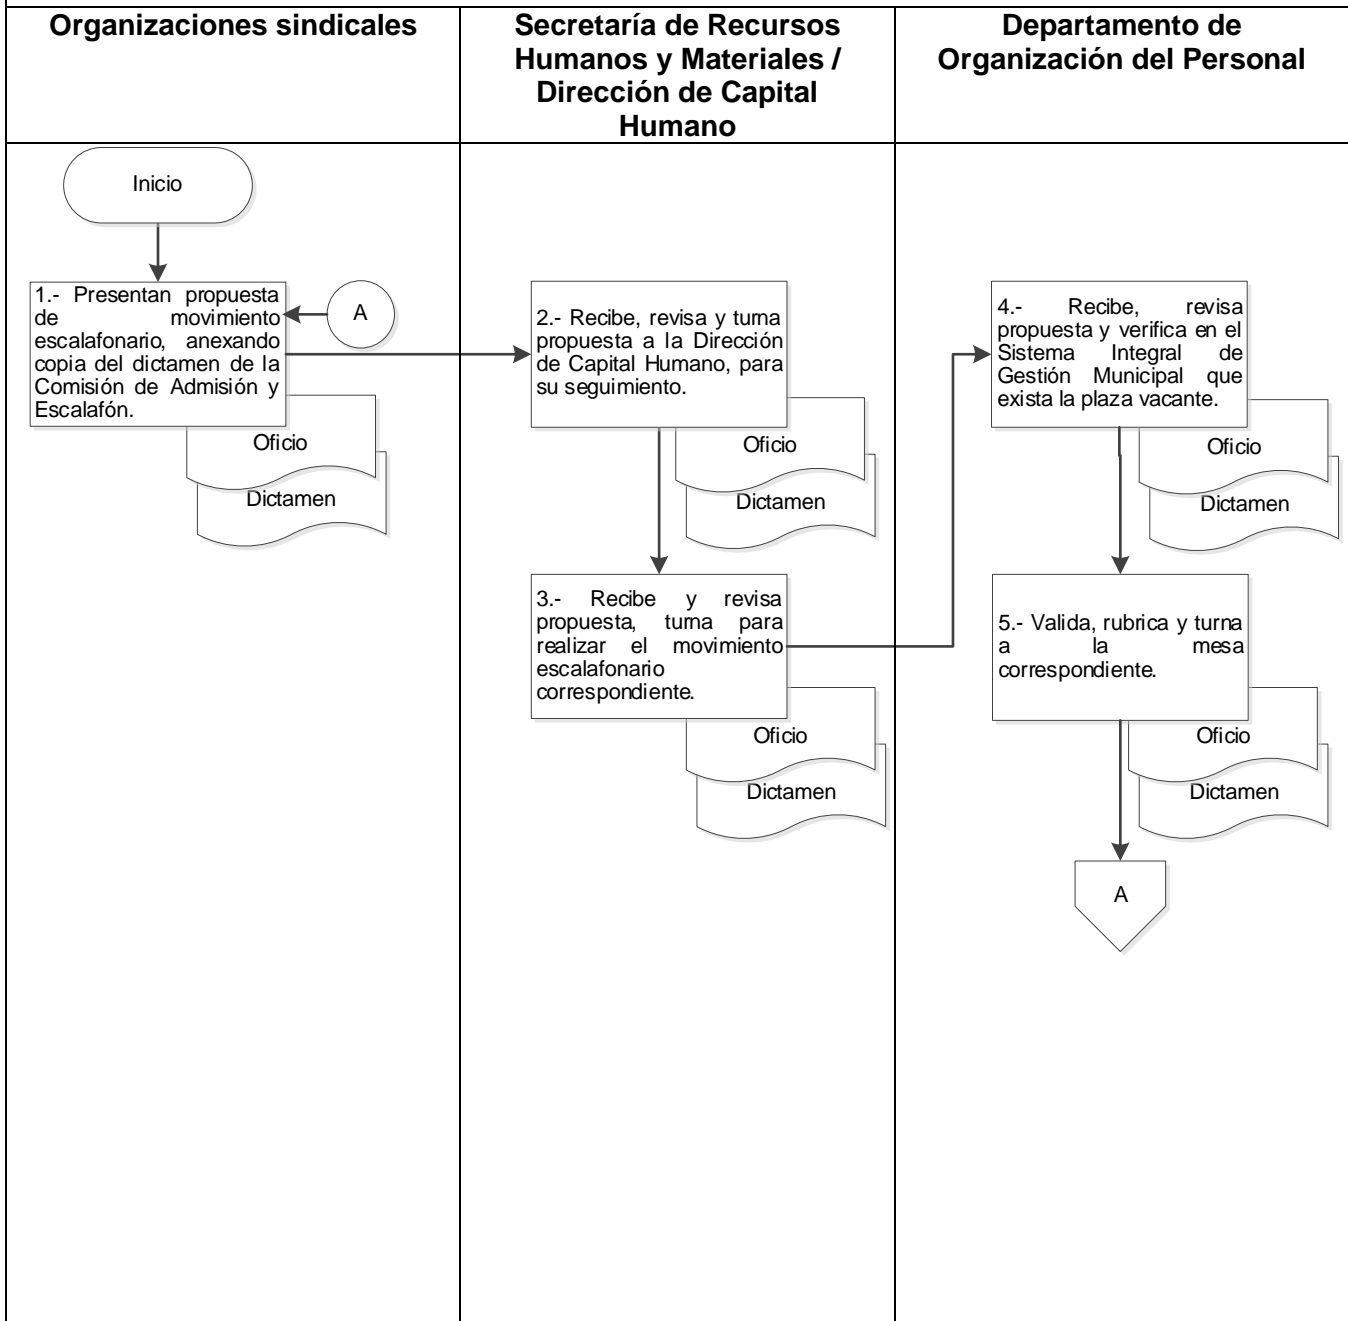 Organizaciones sindicales
Secretaría de Recursos
Humanos y Materiales /
Dirección de Capital
Humano
Departamento de
Organización del Personal
Inicio
1.- Presentan propuesta
de movimiento
escalafonario, anexando
copia del dictamen de la
Comisión de Admisión y
Escalafón.
A
Oficio
Dictamen
2.- Recibe, revisa y turna
propuesta a la Dirección
de Capital Humano, para
su seguimiento.
Oficio
Dictamen
3.- Recibe y revisa
propuesta, turna para
realizar el movimiento
escalafonario
correspondiente.
Oficio
Dictamen
4.- Recibe, revisa
propuesta y verifica en el
Sistema Integral de
Gestión Municipal que
exista la plaza vacante.
Oficio
Dictamen
5.- Valida, rubrica y turna
a la mesa
correspondiente.
Oficio
Dictamen
A